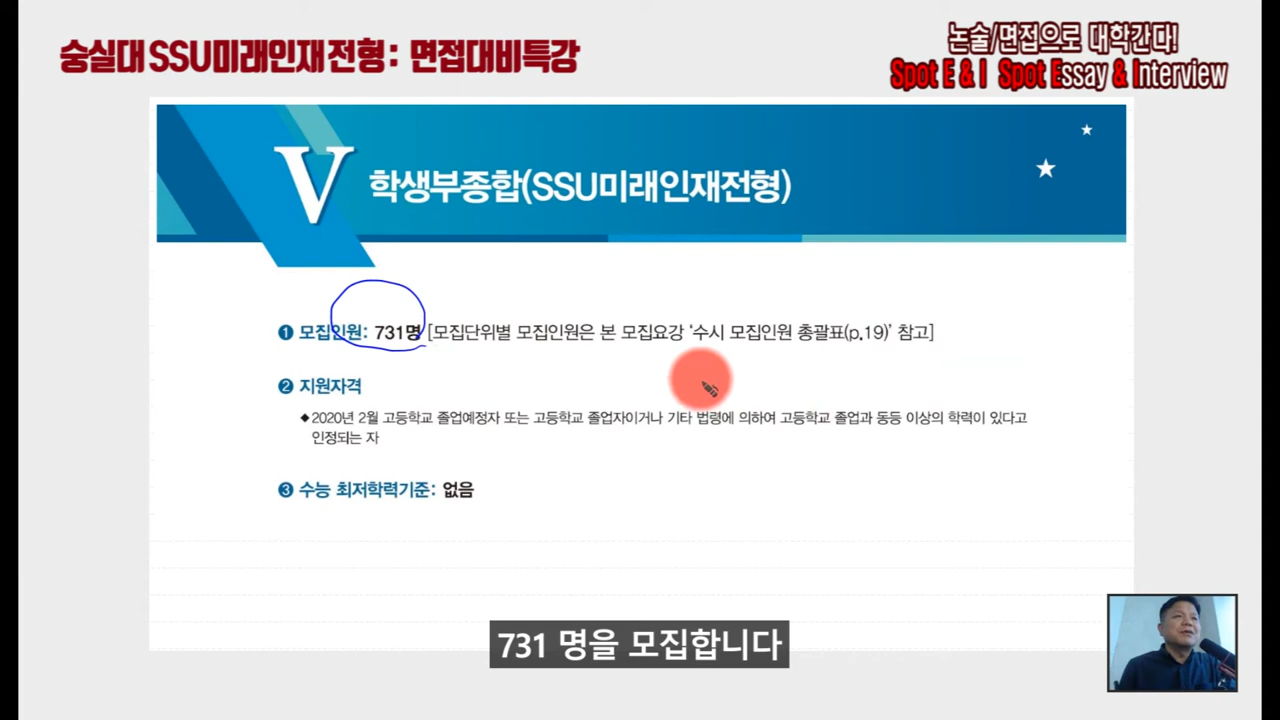 숭실대 SSU미래인재 전형 : 면접대비특강
논술/면접으로 대학간다!
Spot E & I Spot Essay & Interview
V 학생부종합(SSU미래인재전형)
❶ 모집인원: 731명 [모집단위별 모집인원은 본 모집요강 ‘수시 모집인원 총괄표(p.19)’ 참고]
❷ 지원자격
◆2020년 2월 고등학교 졸업예정자 또는 고등학교 졸업자이거나 기타 법령에 의하여 고등학교 졸업과 동등 이상의 학력이 있다고
인정되는 자
❸ 수능 최저학력기준: 없음
731 명을 모집합니다